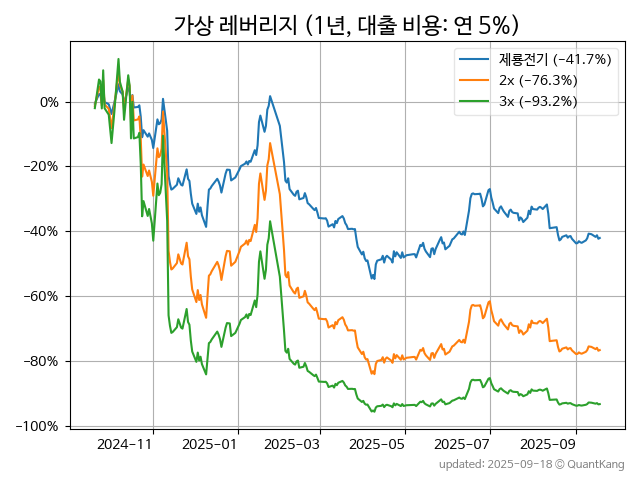 가상 레버리지 (1년, 대출 비용: 연 5%)
제룡전기 (−41.7%)
2x (−76.3%)
3x (−93.2%)
0%
−20%
−40%
−60%
−80%
−100%
2024-11 2025-01 2025-03 2025-05 2025-07 2025-09
updated: 2025-09-18 © QuantKang